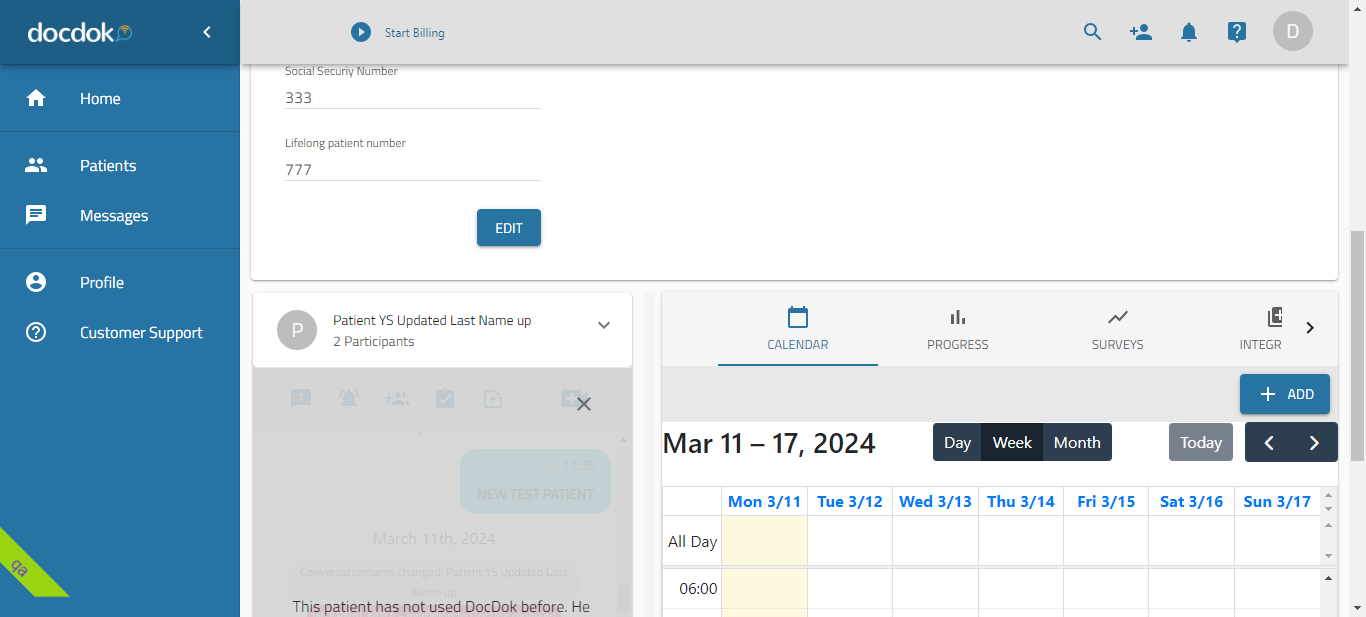 docdok
Start Billing
D
Home
Patients
Messages
Profile
Customer Support
qa
Social Securiy Number
333
Lifelong patient number
777
EDIT
P
Patient YS Updated Last Name up
2 Participants
11:35
NEW TEST PATIENT
March 11th, 2024
Conversationname changed: Patient YS Updated Last
Name up
This patient has not used DocDok before. He
CALENDAR
PROGRESS
SURVEYS
INTEGR
ADD
Mar 11 – 17, 2024
Day Week Month
Today
Mon 3/11 Tue 3/12 Wed 3/13 Thu 3/14 Fri 3/15 Sat 3/16 Sun 3/17
All Day
06:00